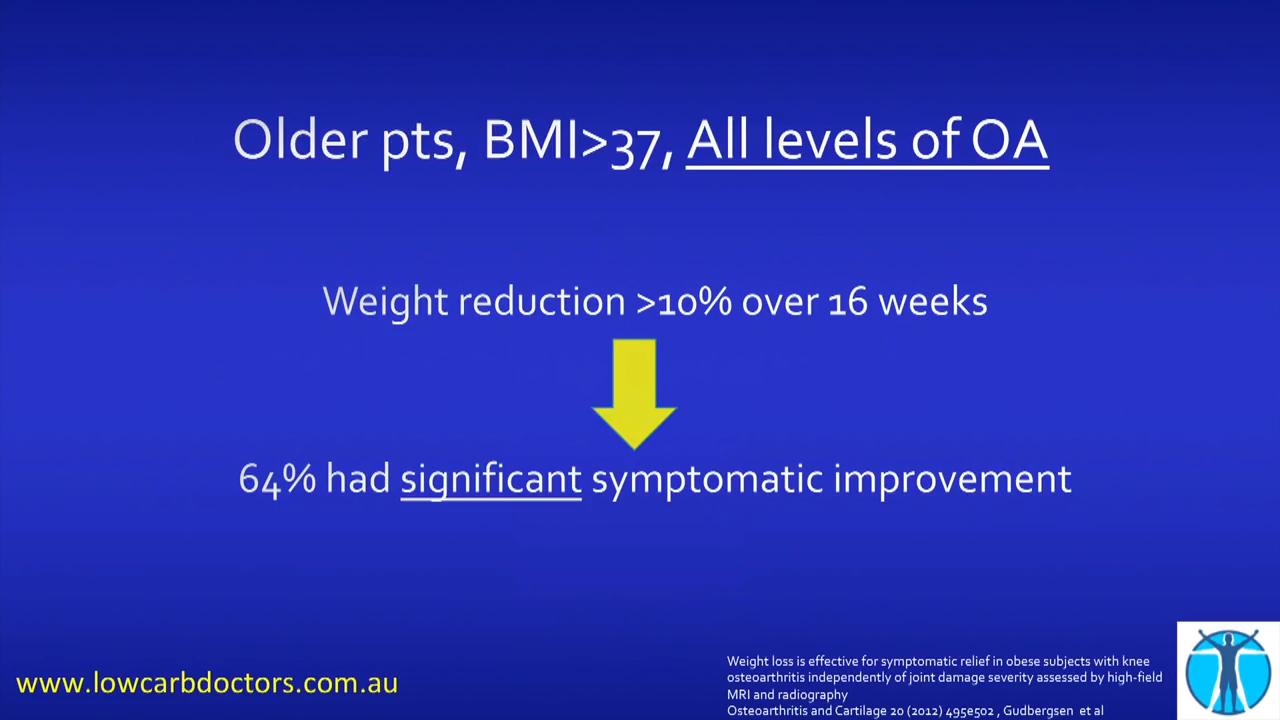 Older pts, BMI>37, All levels of OA
Weight reduction >10% over 16 weeks
64% had significant symptomatic improvement
www.lowcarbdoctors.com.au
Weight loss is effective for symptomatic relief in obese subjects with knee
osteoarthritis independently of joint damage severity assessed by high-field
MRI and radiography
Osteoarthritis and Cartilage 20 (2012) 495e502 , Gudbergsen et al